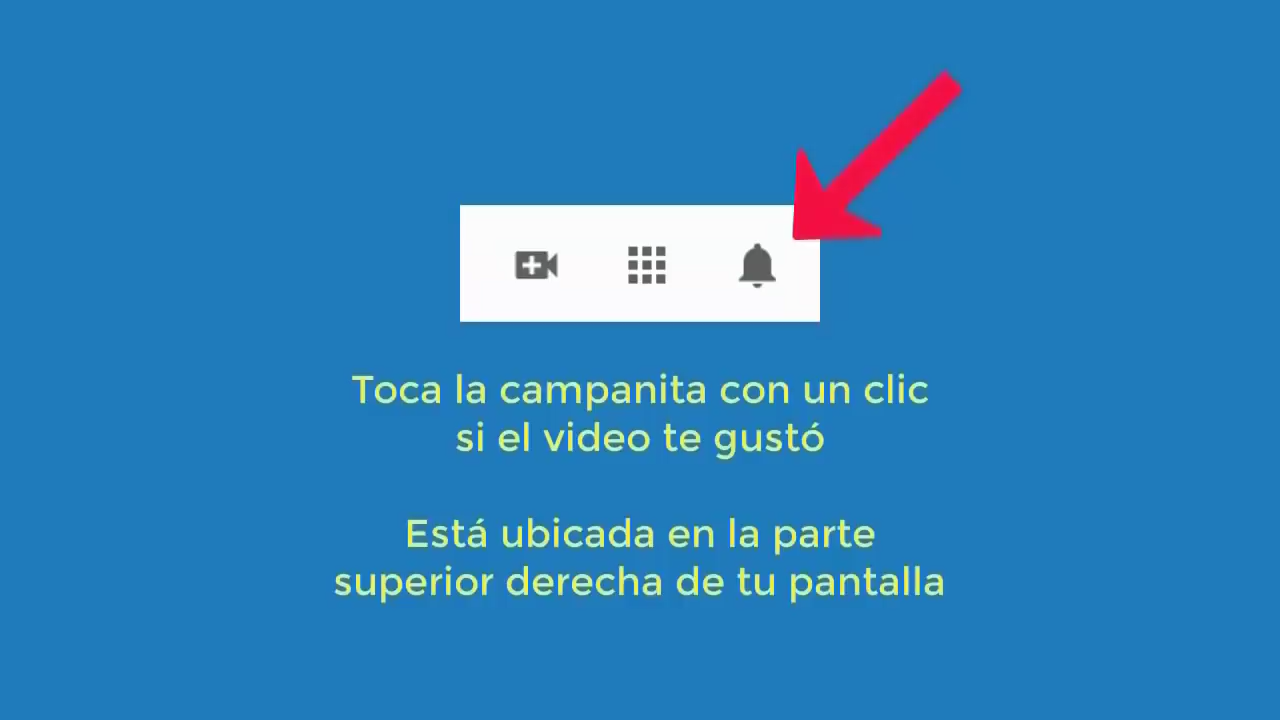 Toca la campanita con un clic
si el video te gustó
Está ubicada en la parte
superior derecha de tu pantalla